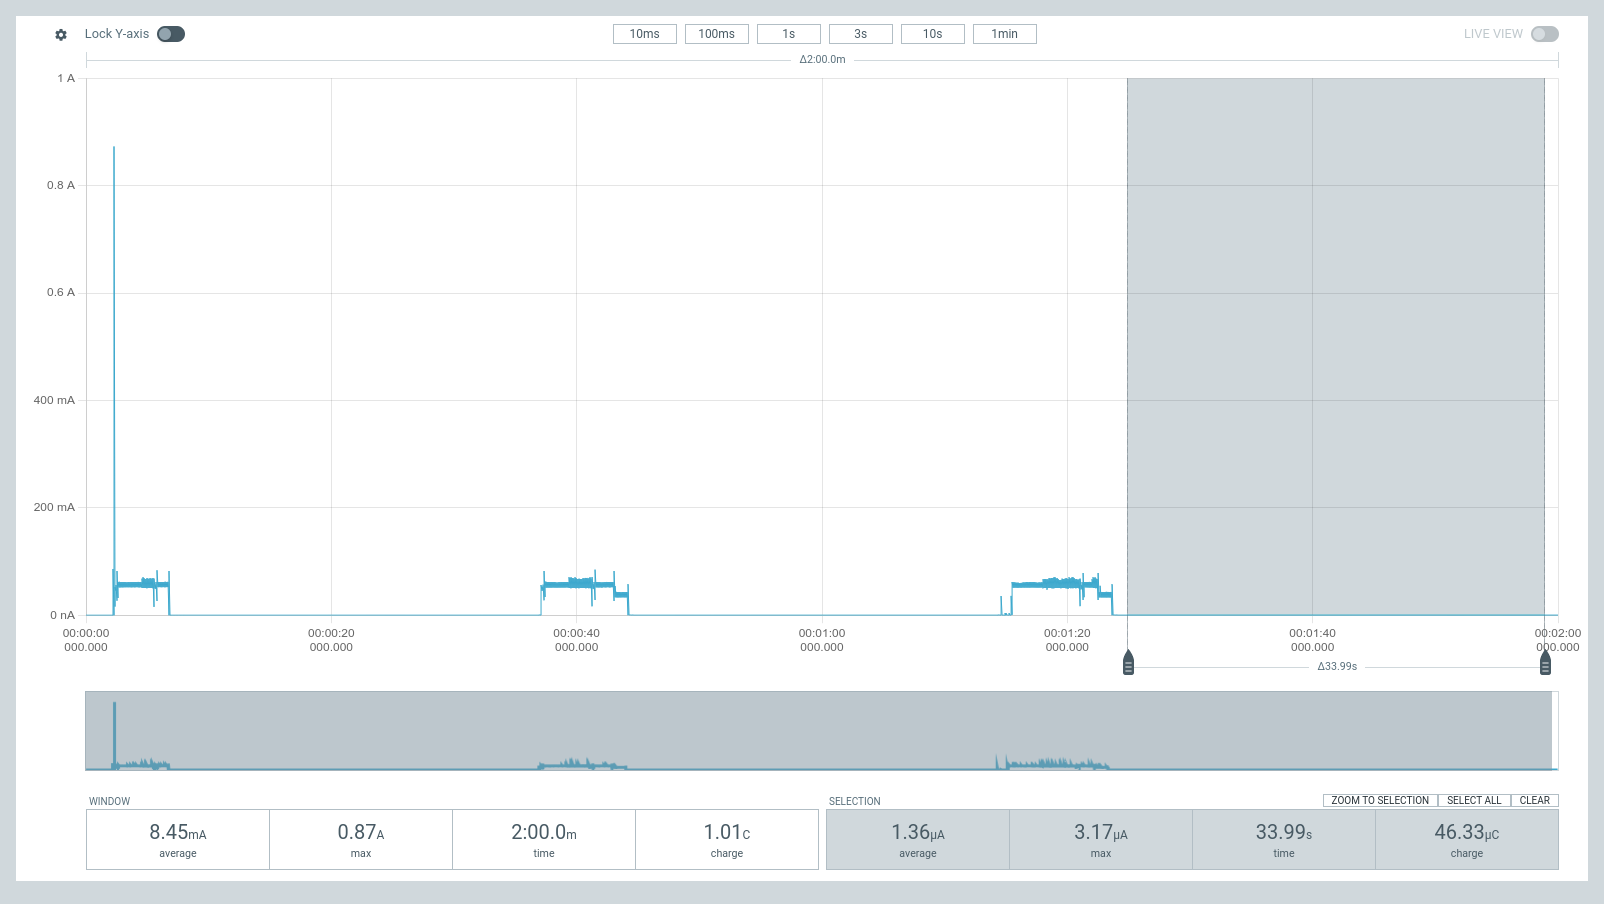 Lock Y-axis
10ms 100ms 1s 3s 10s 1min
LIVE VIEW
Δ2:00.0m
1 A
0.8 A
0.6 A
400 mA
200 mA
0 nA
00:00:00 00:00:20 00:00:40 00:01:00 00:01:20 00:01:40 00:02:00
000.000 000.000 000.000 000.000 000.000 000.000 000.000
Δ33.99s
WINDOW
8.45mA 0.87A 2:00.0m 1.01C
average max time charge
SELECTION ZOOM TO SELECTION SELECT ALL CLEAR
1.36μA 3.17μA 33.99s 46.33μC
average max time charge